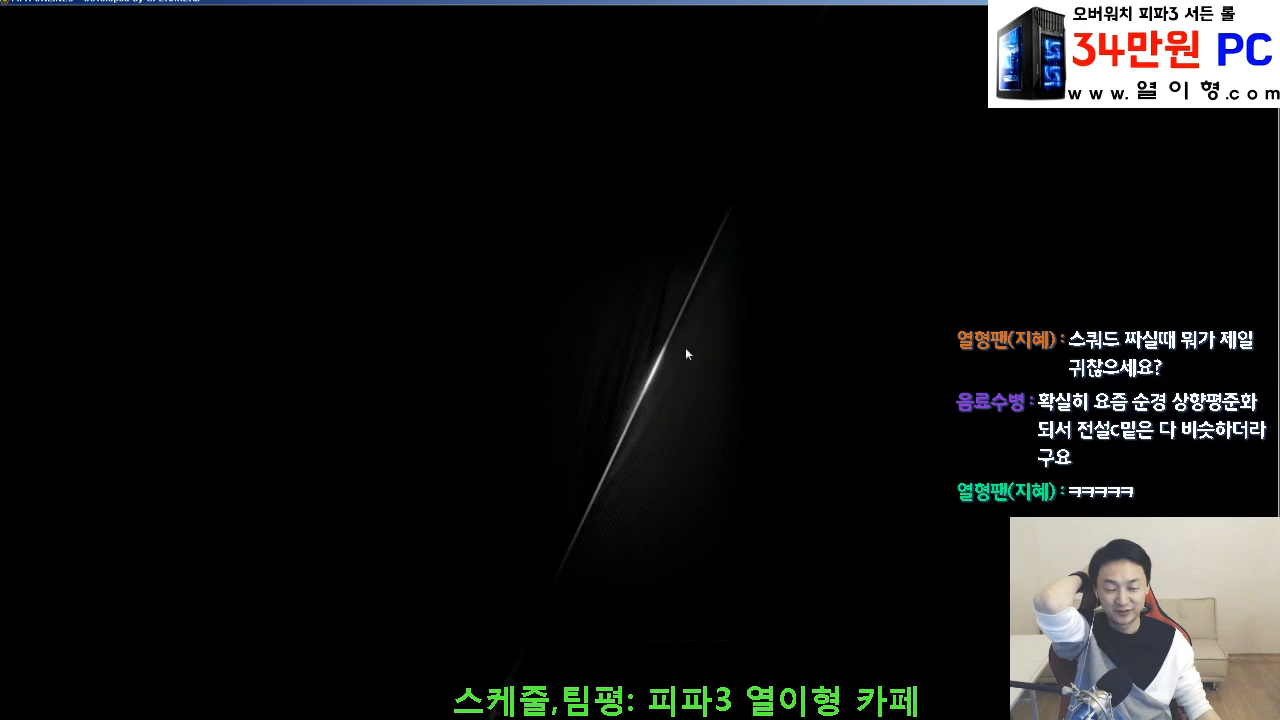 오버워치 피파3 서든 롤
34만원 PC
www.열이형.com
열형팬(지혜) : 스쿼드 짜실때 뭐가 제일
귀찮으세요?
음료수병 : 확실히 요즘 순경 상향평준화
되서 전설c밑은 다 비슷하더라
구요
열형팬(지혜) : ㅋㅋㅋㅋㅋ
스케줄,팀평: 피파3 열이형 카페